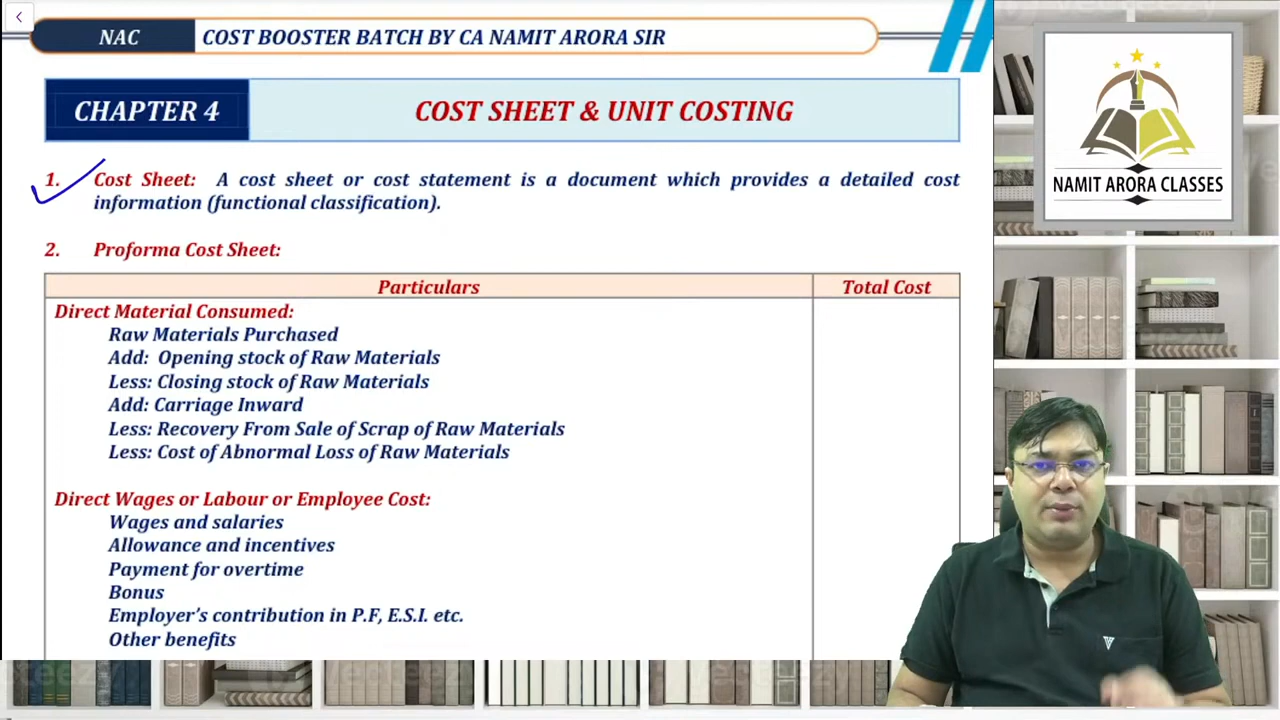 NAC COST BOOSTER BATCH BY CA NAMIT ARORA SIR
CHAPTER 4 COST SHEET & UNIT COSTING
1. Cost Sheet: A cost sheet or cost statement is a document which provides a detailed cost
information (functional classification).
2. Proforma Cost Sheet:
Particulars Total Cost
Direct Material Consumed:
Raw Materials Purchased
Add: Opening stock of Raw Materials
Less: Closing stock of Raw Materials
Add: Carriage Inward
Less: Recovery From Sale of Scrap of Raw Materials
Less: Cost of Abnormal Loss of Raw Materials
Direct Wages or Labour or Employee Cost:
Wages and salaries
Allowance and incentives
Payment for overtime
Bonus
Employer's contribution in P.F, E.S.I. etc.
Other benefits
NAMIT ARORA CLASSES